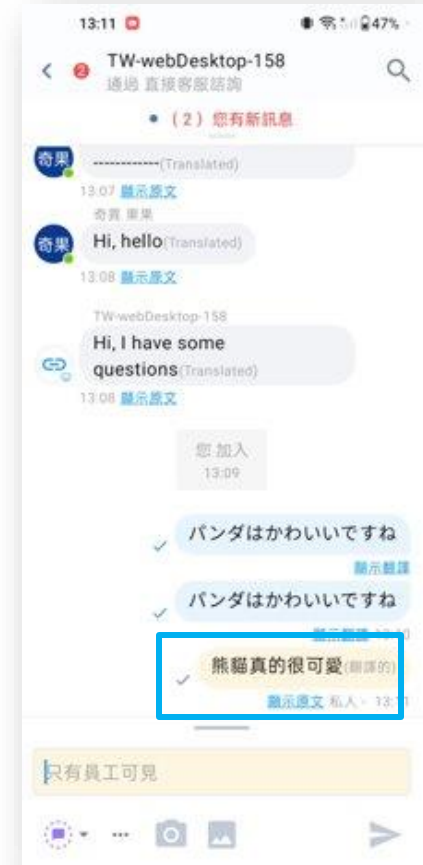 13:11
47%
2
TW-webDesktop-158
通過 直接客服諮詢
• (2) 您有新訊息
奇果
------------(Translated)
13:07 顯示原文
奇果
Hi, hello(Translated)
13:08 顯示原文
TW-webDesktop-158
Hi, I have some
questions(Translated)
13:08 顯示原文
您 加入
13:09
パンダはかわいいですね
顯示翻譯
パンダはかわいいですね
顯示翻譯 13:10
熊貓真的很可愛(翻譯的)
顯示原文 私人 · 13:11
只有員工可見